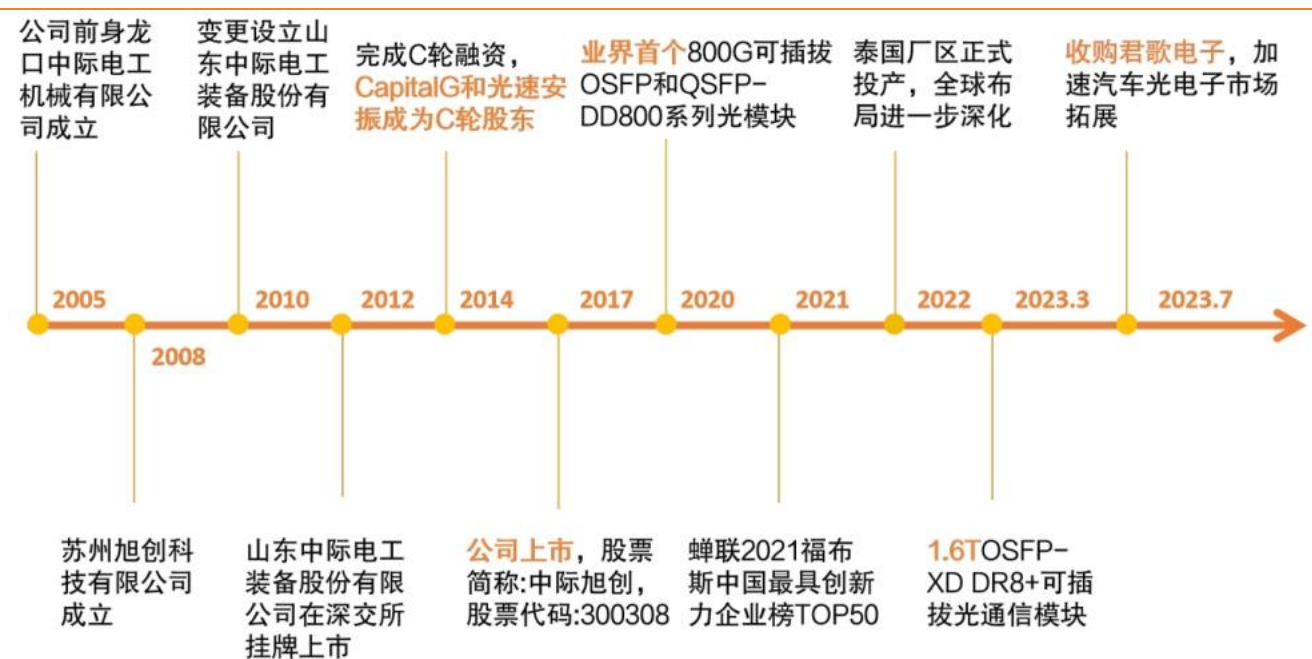 公司前身龙
口中际电工
机械有限公
司成立
变更设立山
东中际电工
装备股份有
限公司
完成C轮融资，
CapitalG和光速安
振成为C轮股东
业界首个800G可插拔
OSFP和QSFP-
DD800系列光模块
泰国厂区正式
投产，全球布
局进一步深化
收购君歌电子，加
速汽车光电子市场
拓展
2005
2008
2010
2012
2014
2017
2020
2021
2022
2023.3
2023.7
苏州旭创科
技有限公司
成立
山东中际电工
装备股份有限
公司在深交所
挂牌上市
公司上市，股票
简称:中际旭创，
股票代码:300308
蝉联2021福布
斯中国最具创新
力企业榜TOP50
1.6TOSFP-
XD DR8+可插
拔光通信模块